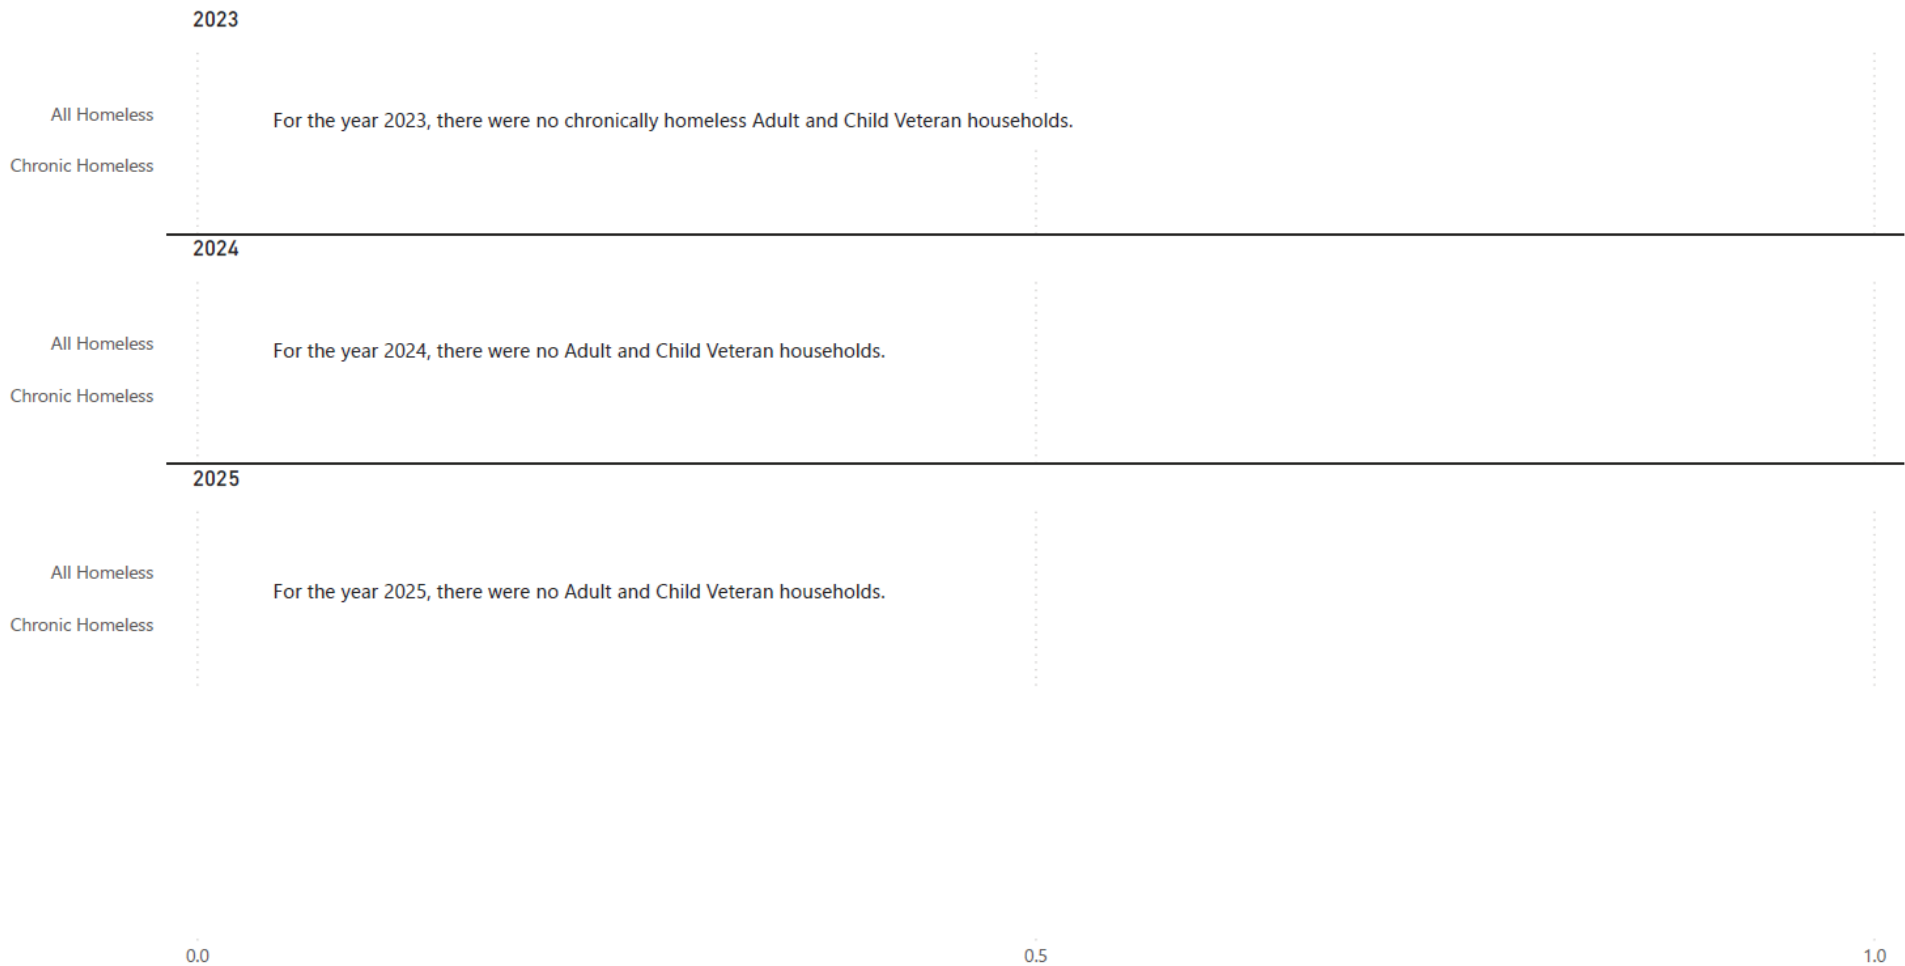 2023
All Homeless
For the year 2023, there were no chronically homeless Adult and Child Veteran households.
Chronic Homeless
2024
All Homeless
For the year 2024, there were no Adult and Child Veteran households.
Chronic Homeless
2025
All Homeless
For the year 2025, there were no Adult and Child Veteran households.
Chronic Homeless
0.0 0.5 1.0